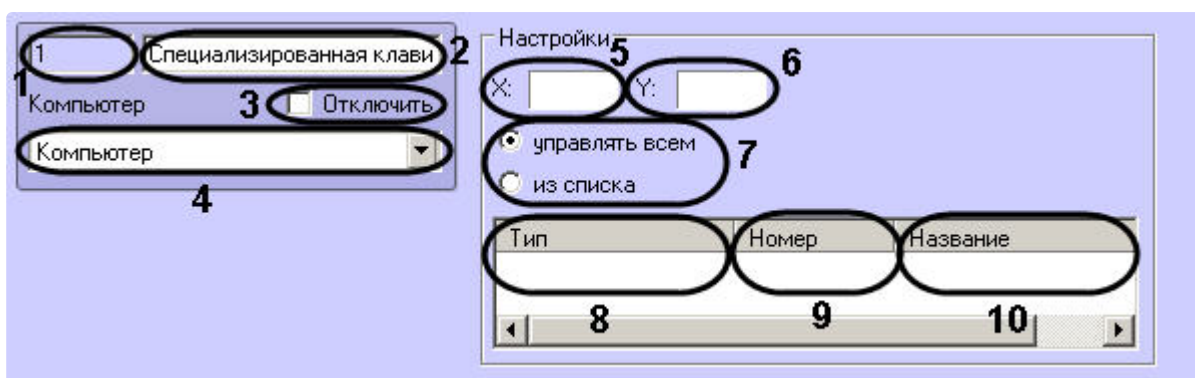 1 Специализированная клави 2
1
Компьютер 3 Отключить
Компьютер
4
Настройки
5 6
X: Y:
управлять всем
7
из списка
Тип Номер Название
8 9 10